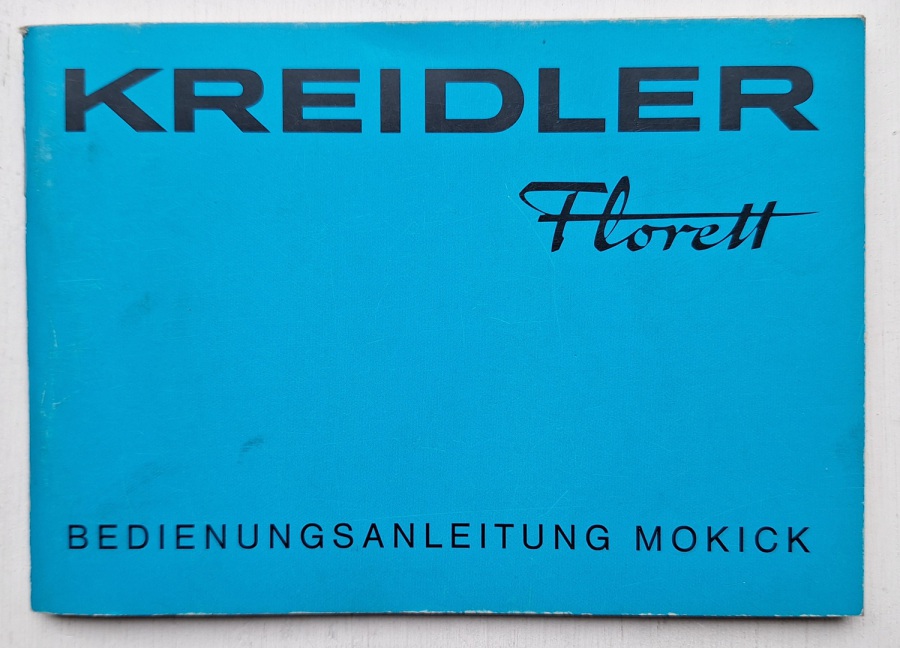 KREIDLER
Florett
BEDIENUNGSANLEITUNG MOKICK